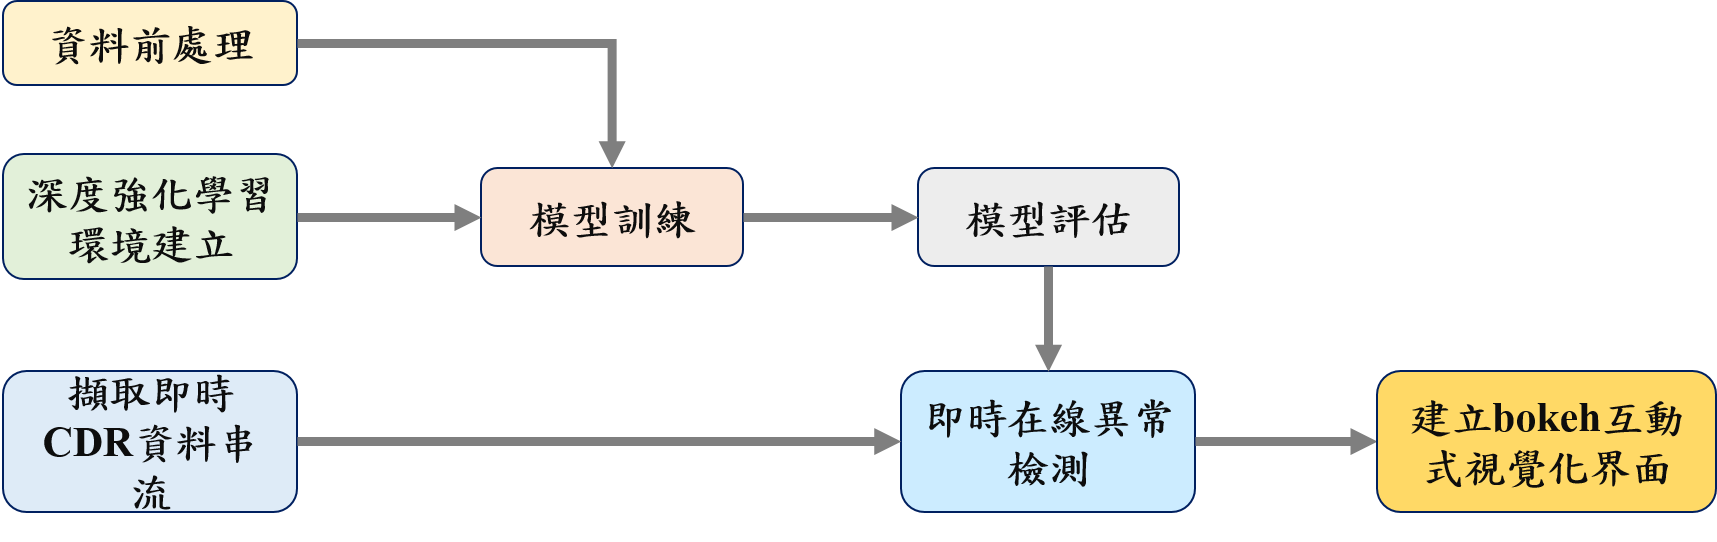 資料前處理
深度強化學習
環境建立
模型訓練
模型評估
擷取即時
CDR資料串
流
即時在線異常
檢測
建立bokeh互動
式視覺化界面